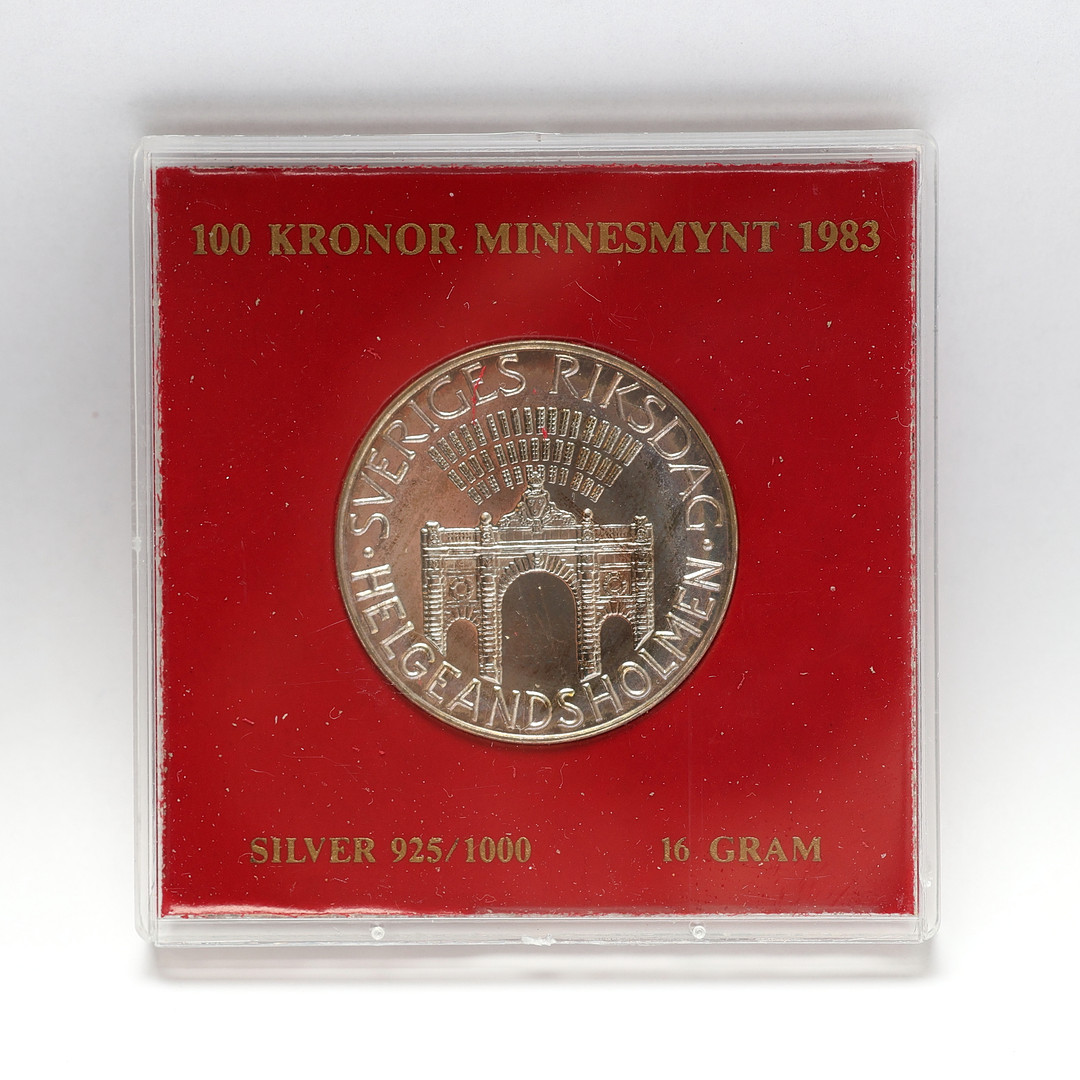 100 KRONOR MINNESMYNT 1983
· SVERIGES RIKSDAG ·
HELGEANDSHOLMEN
SILVER 925/1000 16 GRAM